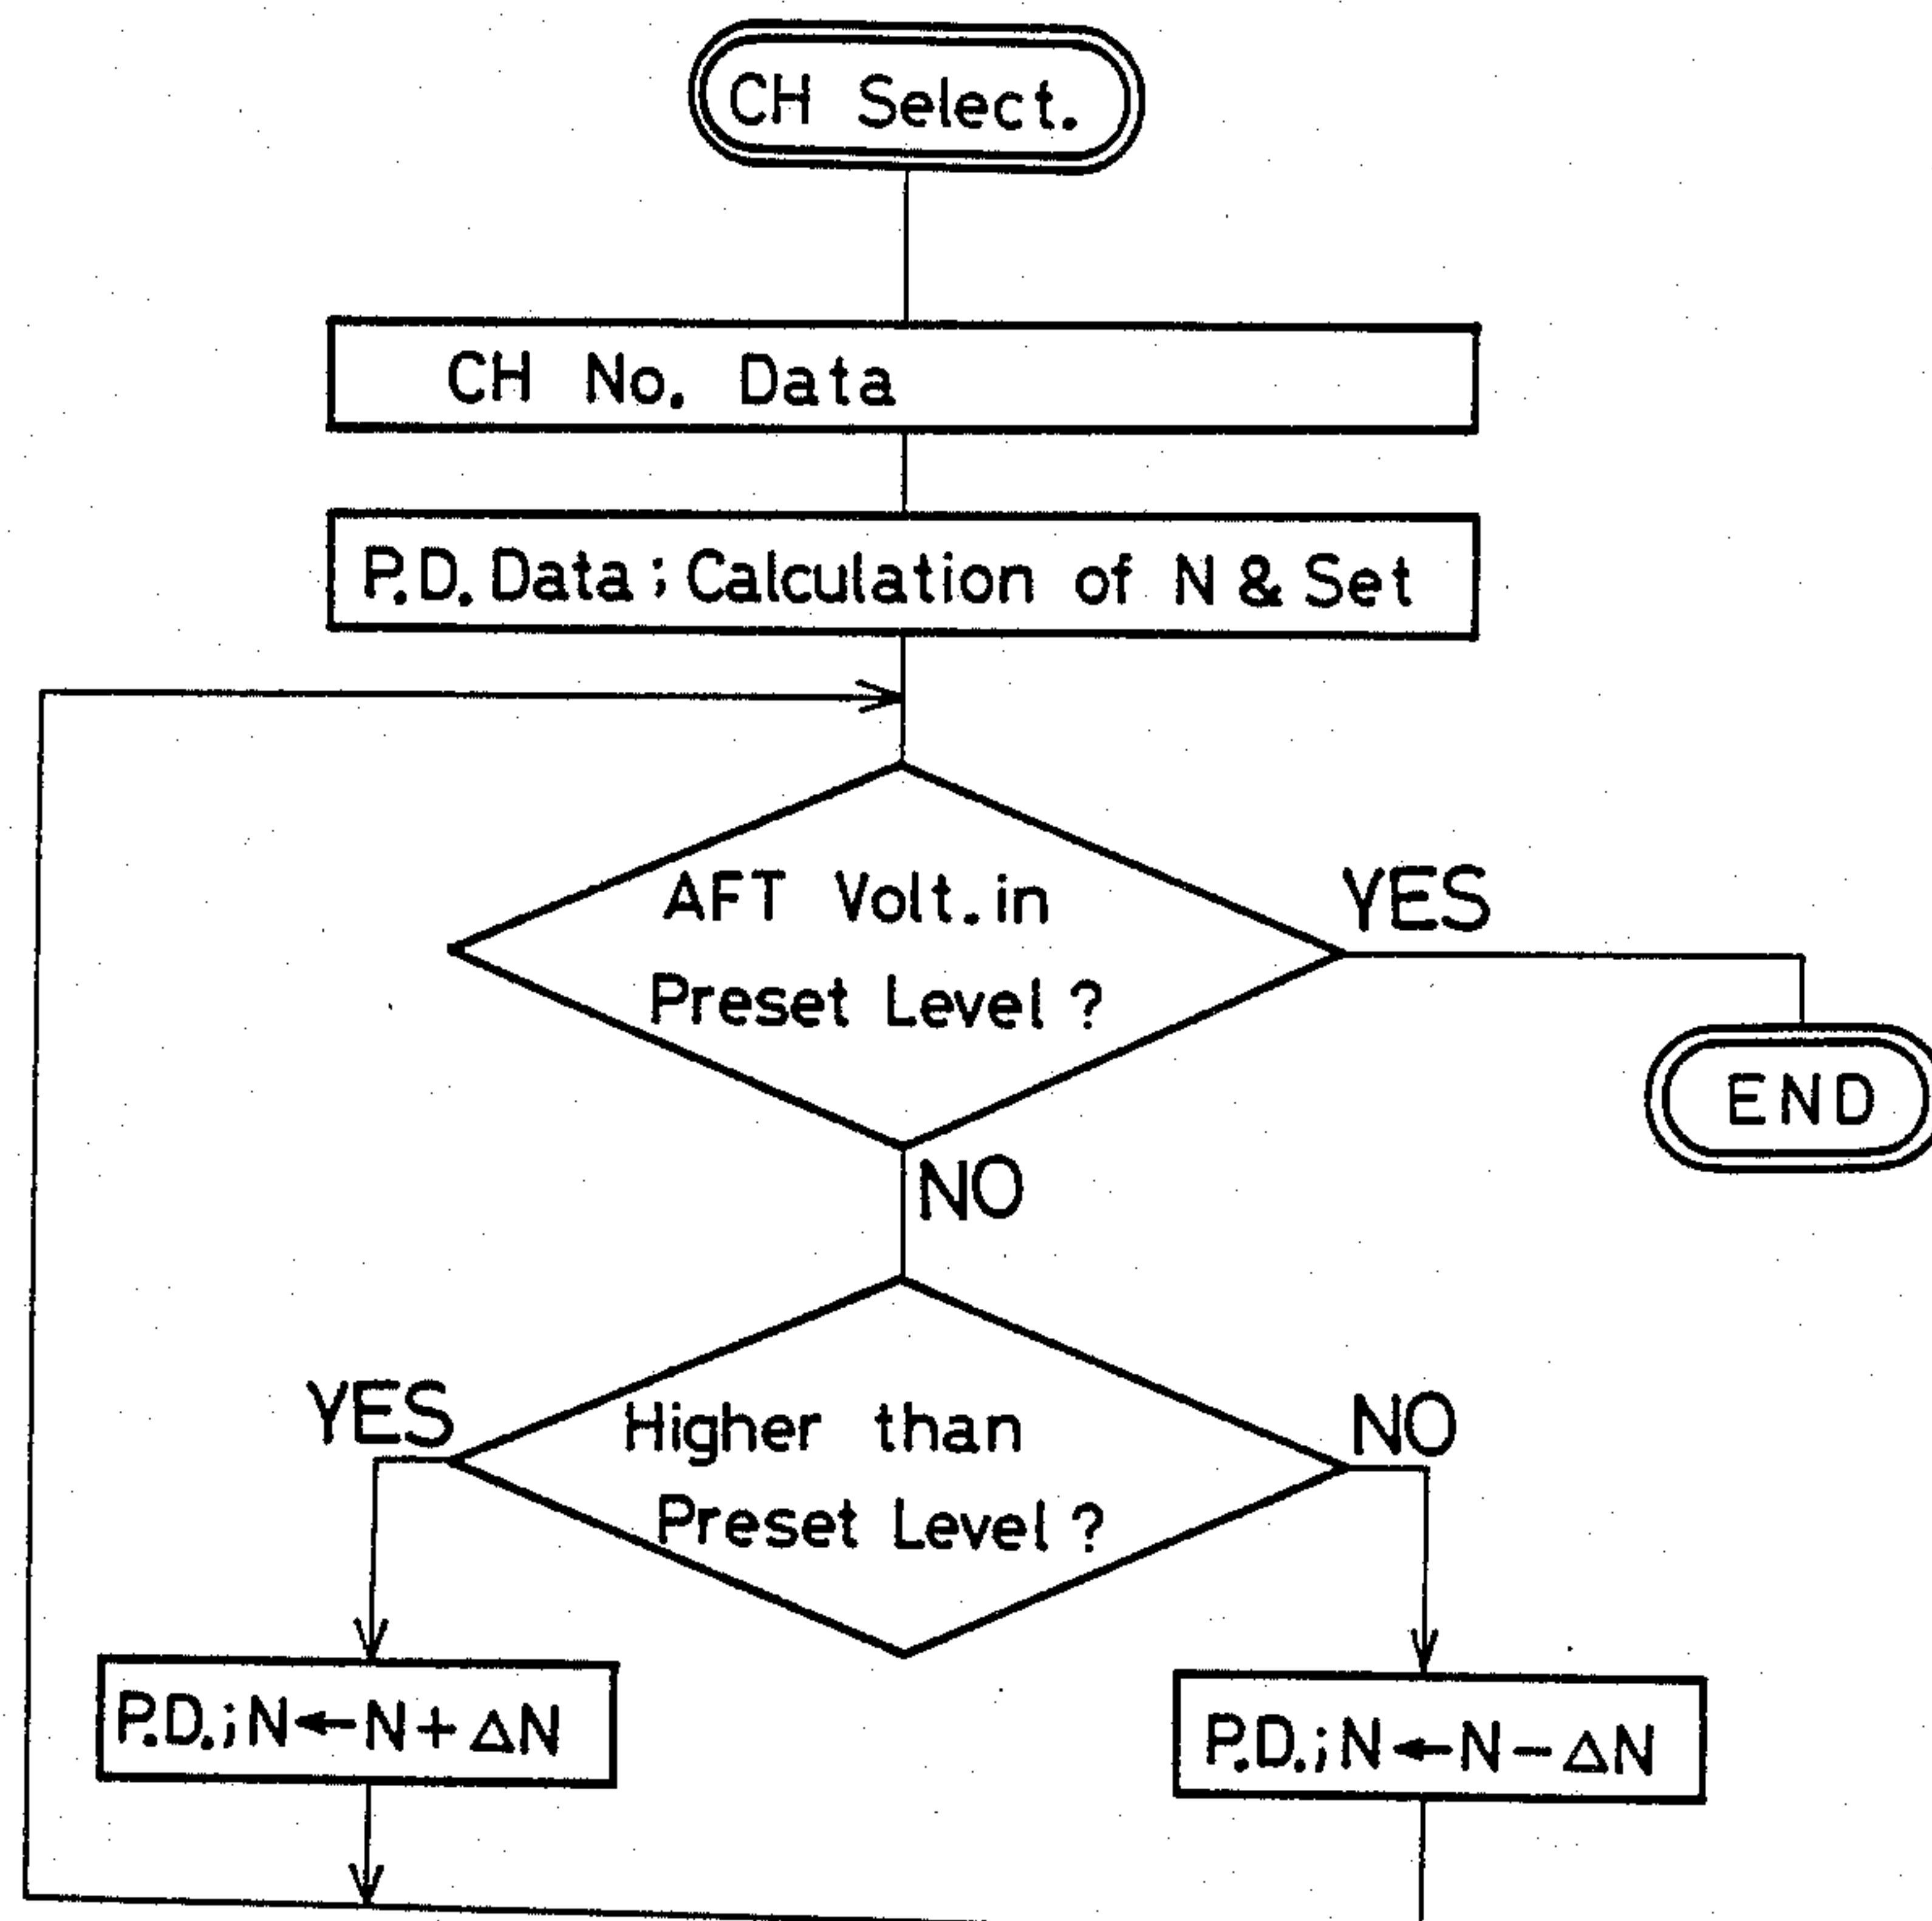 CH Select.
CH No. Data
P.D. Data ; Calculation of N & Set
AFT Volt. in
Preset Level ?
YES
END
NO
Higher than
Preset Level ?
YES
NO
P.D. ; N ← N + ΔN
P.D. ; N ← N − ΔN